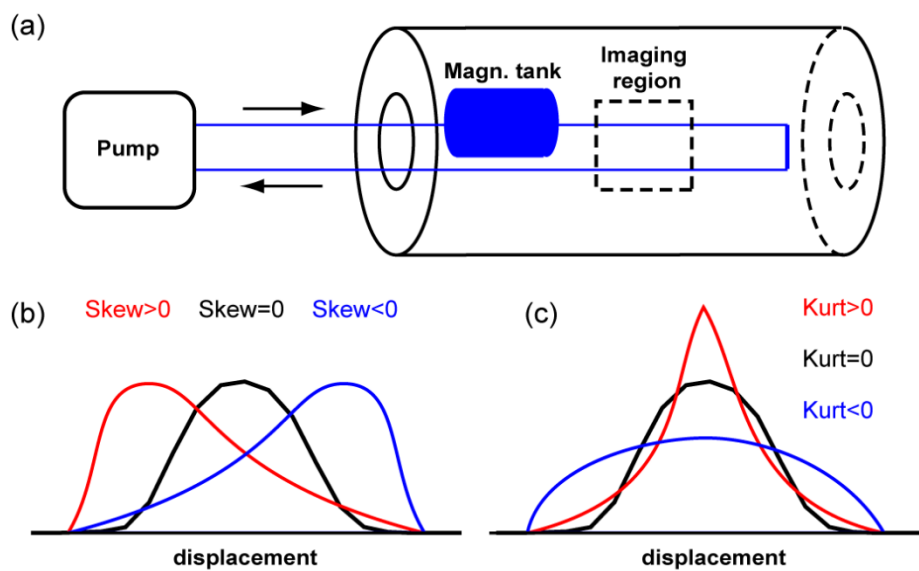 (a)
Pump
Magn. tank
Imaging
region
(b)
Skew>0 Skew=0 Skew<0
displacement
(c)
Kurt>0
Kurt=0
Kurt<0
displacement